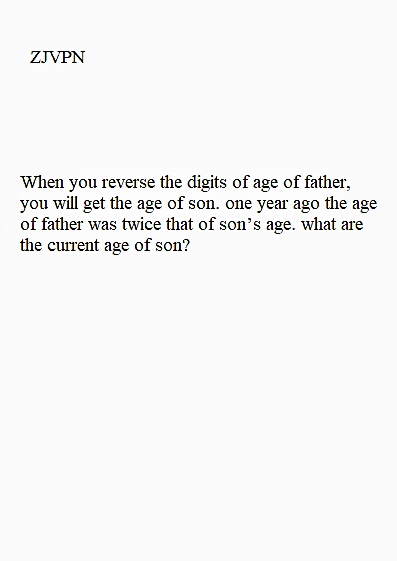 ZJVPN
When you reverse the digits of age of father,
you will get the age of son. one year ago the age
of father was twice that of son’s age. what are
the current age of son?